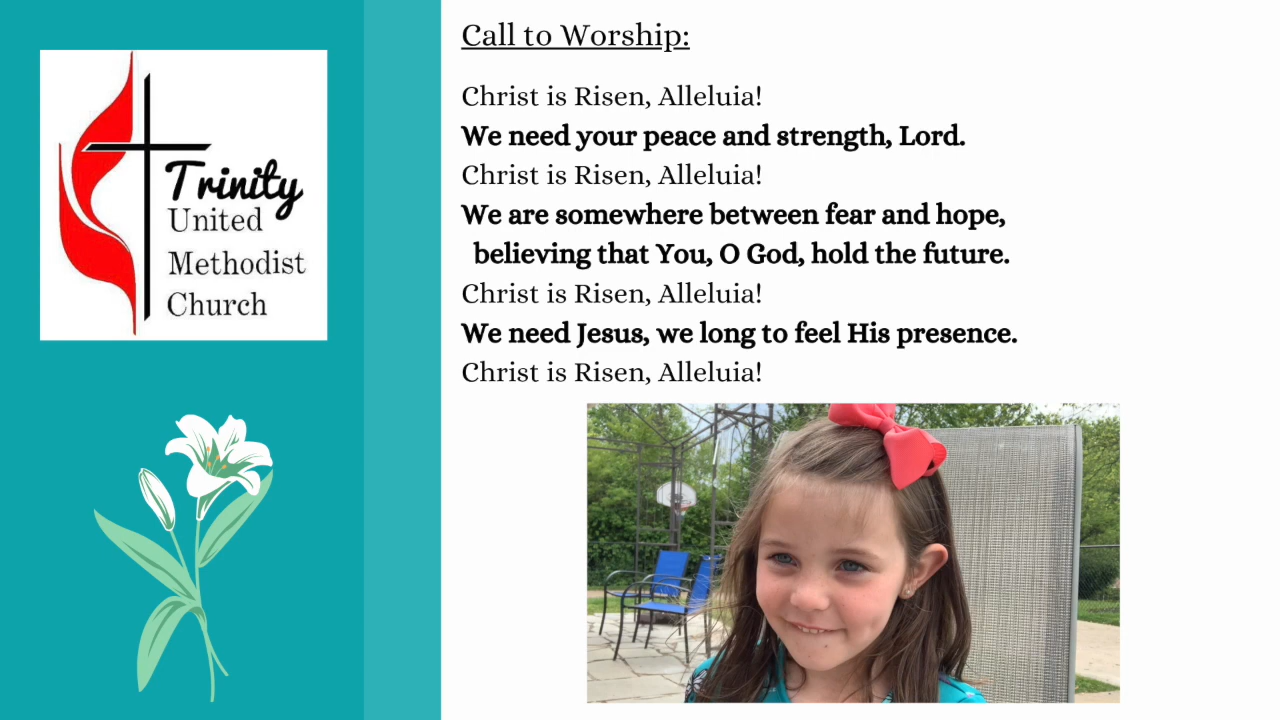 Trinity
United
Methodist
Church
Call to Worship:
Christ is Risen, Alleluia!
We need your peace and strength, Lord.
Christ is Risen, Alleluia!
We are somewhere between fear and hope,
believing that You, O God, hold the future.
Christ is Risen, Alleluia!
We need Jesus, we long to feel His presence.
Christ is Risen, Alleluia!